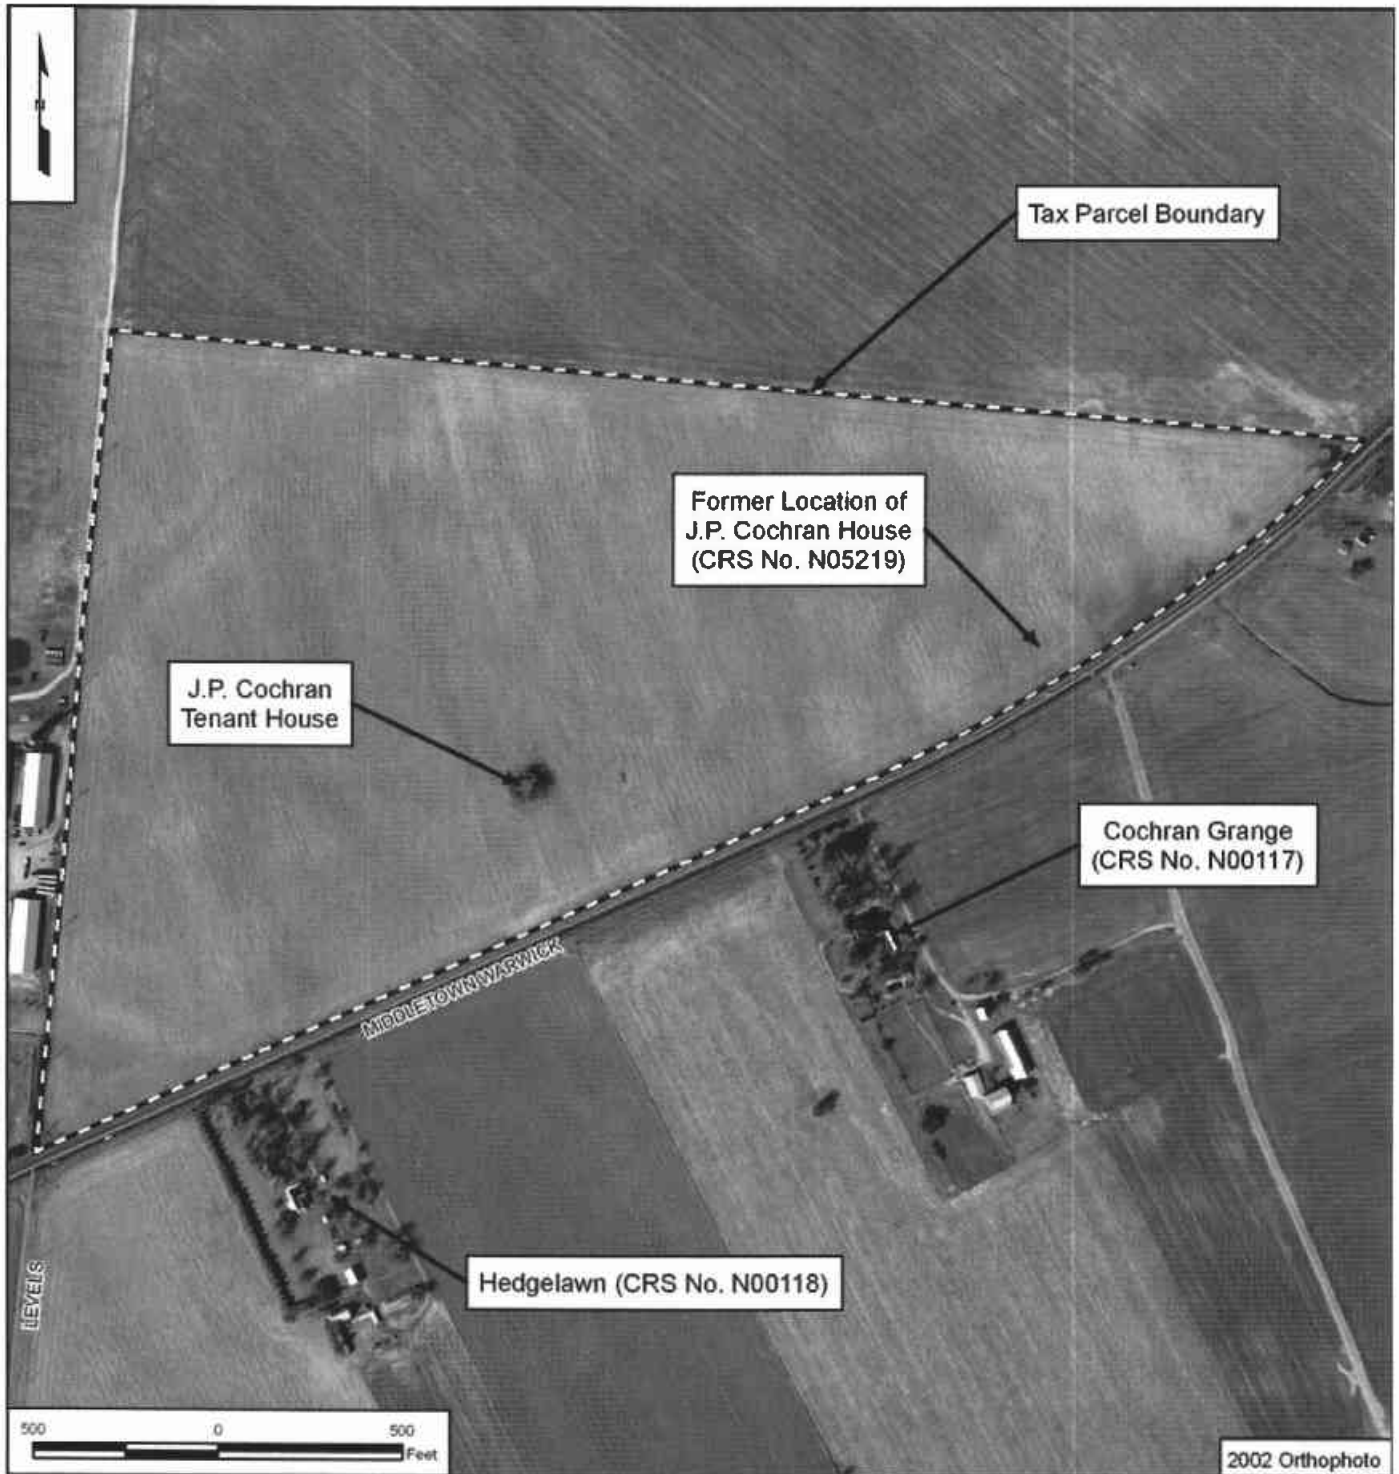 N
Tax Parcel Boundary
Former Location of
J.P. Cochran House
(CRS No. N05219)
J.P. Cochran
Tenant House
Cochran Grange
(CRS No. N00117)
MIDDLETOWN WARWICK
Hedgelawn (CRS No. N00118)
LEVELS
500 0 500
Feet
2002 Orthophoto